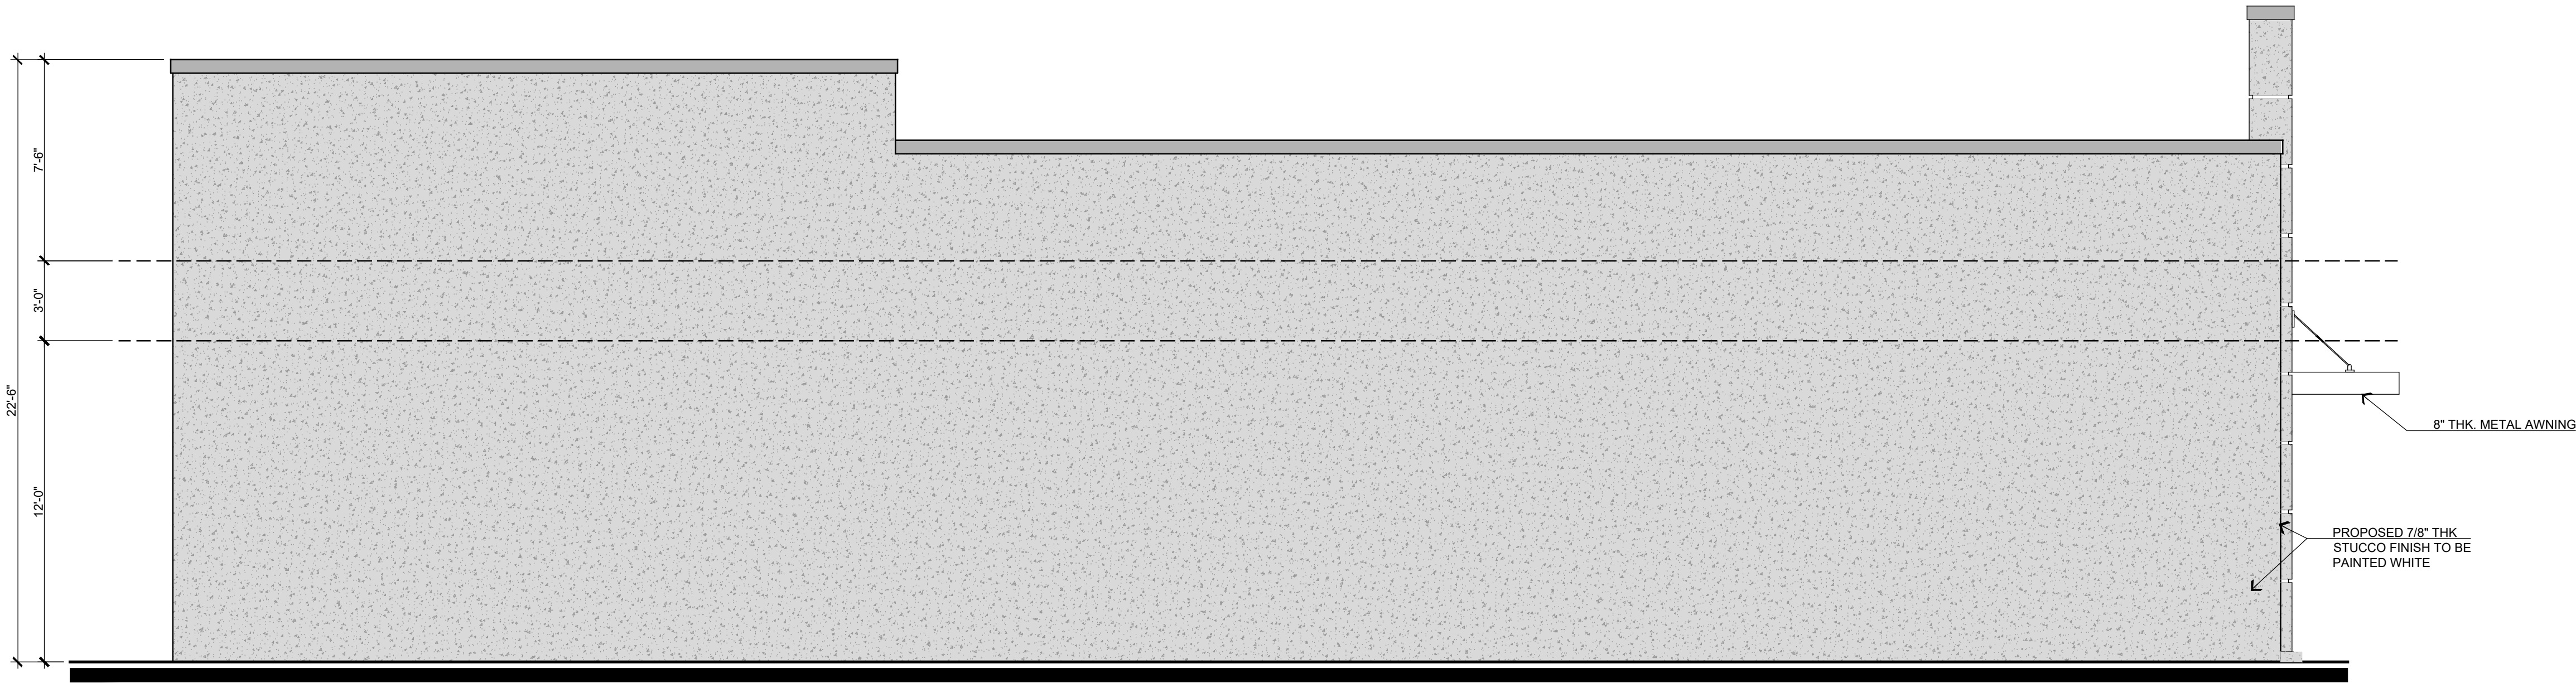 7'-6"
3'-0"
22'-6"
12'-0"
8" THK. METAL AWNING
PROPOSED 7/8" THK
STUCCO FINISH TO BE
PAINTED WHITE